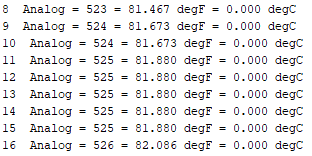 8  Analog = 523 = 81.467 degF = 0.000 degC
9  Analog = 524 = 81.673 degF = 0.000 degC
10  Analog = 524 = 81.673 degF = 0.000 degC
11  Analog = 525 = 81.880 degF = 0.000 degC
12  Analog = 525 = 81.880 degF = 0.000 degC
13  Analog = 525 = 81.880 degF = 0.000 degC
14  Analog = 525 = 81.880 degF = 0.000 degC
15  Analog = 525 = 81.880 degF = 0.000 degC
16  Analog = 526 = 82.086 degF = 0.000 degC